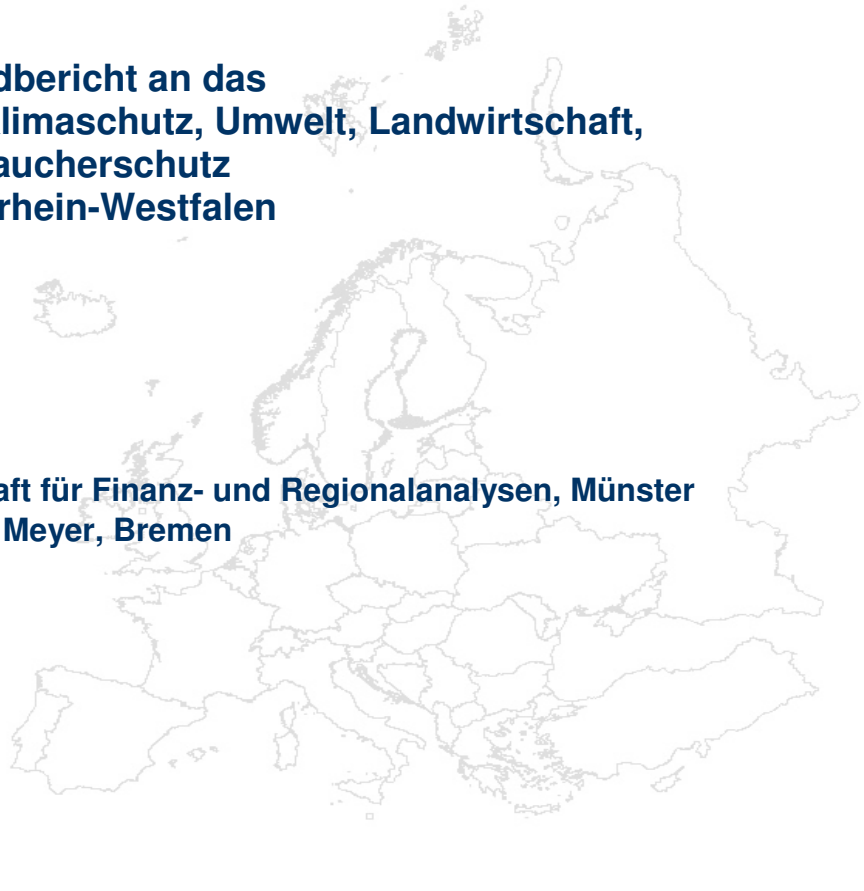 dbericht an das
limaschutz, Umwelt, Landwirtschaft,
aucherschutz
rhein-Westfalen
aft für Finanz- und Regionalanalysen, Münster
Meyer, Bremen